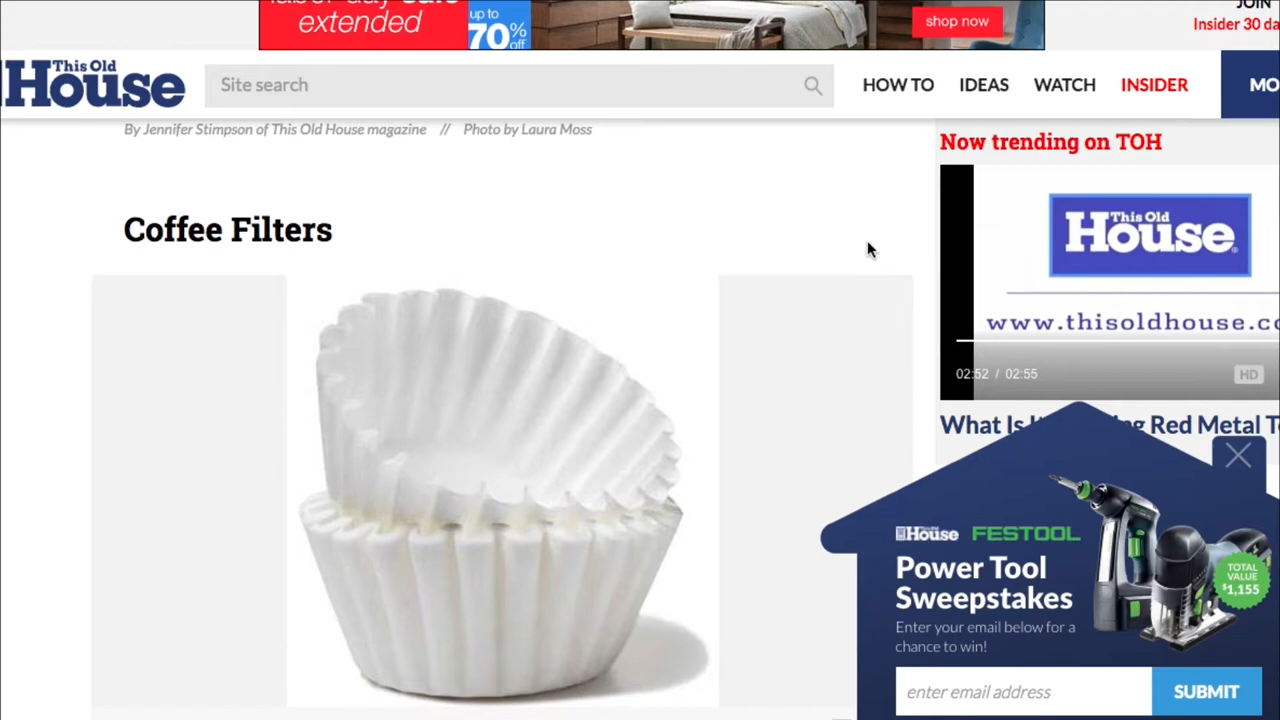 extended
up to
70% off
shop now
JOIN
Insider 30 da
This Old House
Site search
HOW TO
IDEAS
WATCH
INSIDER
MO
By Jennifer Stimpson of This Old House magazine // Photo by Laura Moss
Coffee Filters
Now trending on TOH
This Old House
www.thisoldhouse.co
02:52 / 02:55
HD
What Is It
g Red Metal T
This Old House FESTOOL
Power Tool
Sweepstakes
Enter your email below for a
chance to win!
TOTAL
VALUE
$1,155
enter email address
SUBMIT